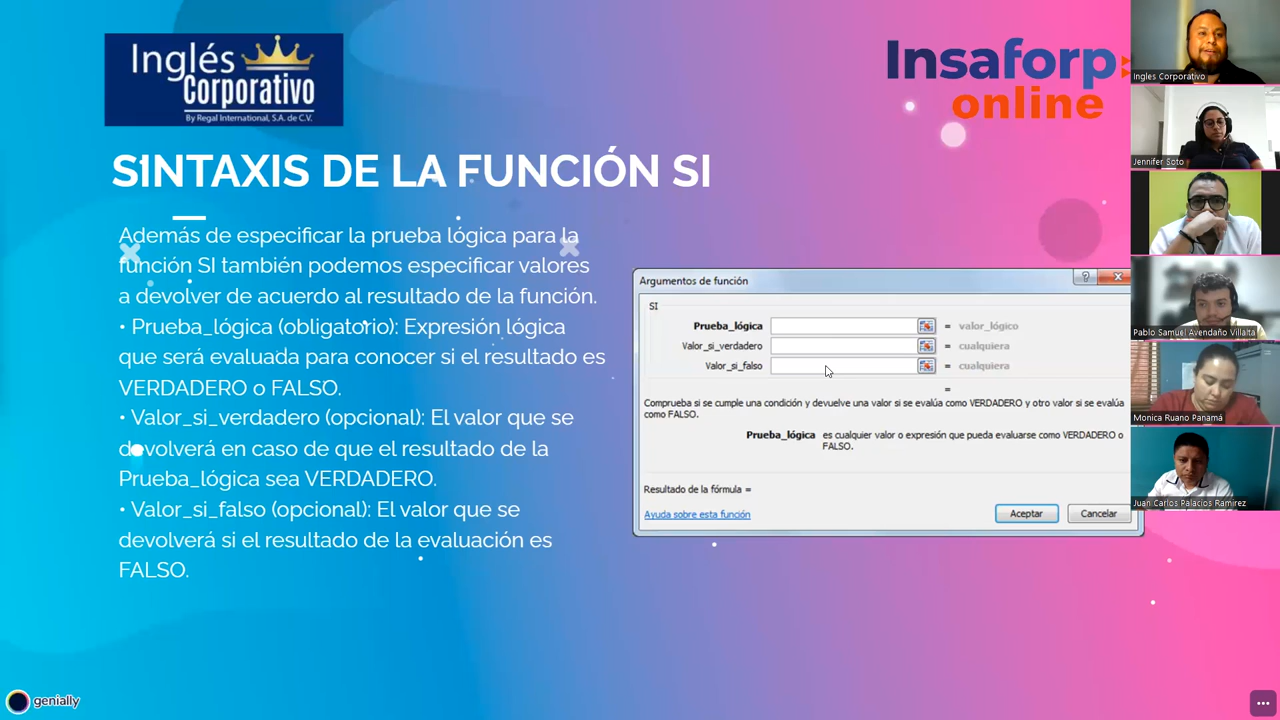 Inglés
Corporativo
By Regal International, S.A. de C.V.
Insaforp
online
SINTAXIS DE LA FUNCIÓN SI
Además de especificar la prueba lógica para la
función SI también podemos especificar valores
a devolver de acuerdo al resultado de la función.
• Prueba_lógica (obligatorio): Expresión lógica
que será evaluada para conocer si el resultado es
VERDADERO o FALSO.
• Valor_si_verdadero (opcional): El valor que se
devolverá en caso de que el resultado de la
Prueba_lógica sea VERDADERO.
• Valor_si_falso (opcional): El valor que se
devolverá si el resultado de la evaluación es
FALSO.
Argumentos de función
SI
Prueba_lógica = valor_lógico
Valor_si_verdadero = cualquiera
Valor_si_falso = cualquiera
=
Comprueba si se cumple una condición y devuelve una valor si se evalúa como VERDADERO y otro valor si se evalúa
como FALSO.
Prueba_lógica es cualquier valor o expresión que pueda evaluarse como VERDADERO o
FALSO.
Resultado de la fórmula =
Ayuda sobre esta función
Aceptar
Cancelar
Ingles Corporativo
Jennifer Soto
Pablo Samuel Avendaño Villalta
Monica Ruano Panamá
Juan Carlos Palacios Ramirez
genially